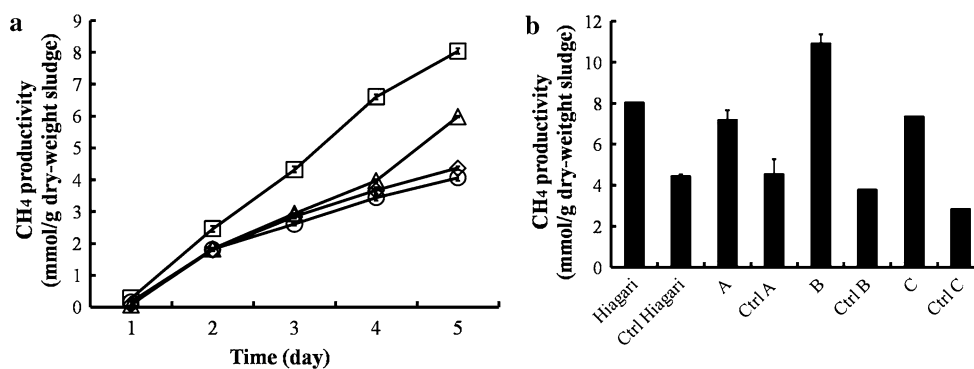 a
CH4 productivity
(mmol/g dry-weight sludge)
9
8
7
6
5
4
3
2
1
0
1 2 3 4 5
Time (day)
b
CH4 productivity
(mmol/g dry-weitght sludge)
12
10
8
6
4
2
0
Hiagari
Ctrl Hiagari
A
Ctrl A
B
Ctrl B
C
Ctrl C